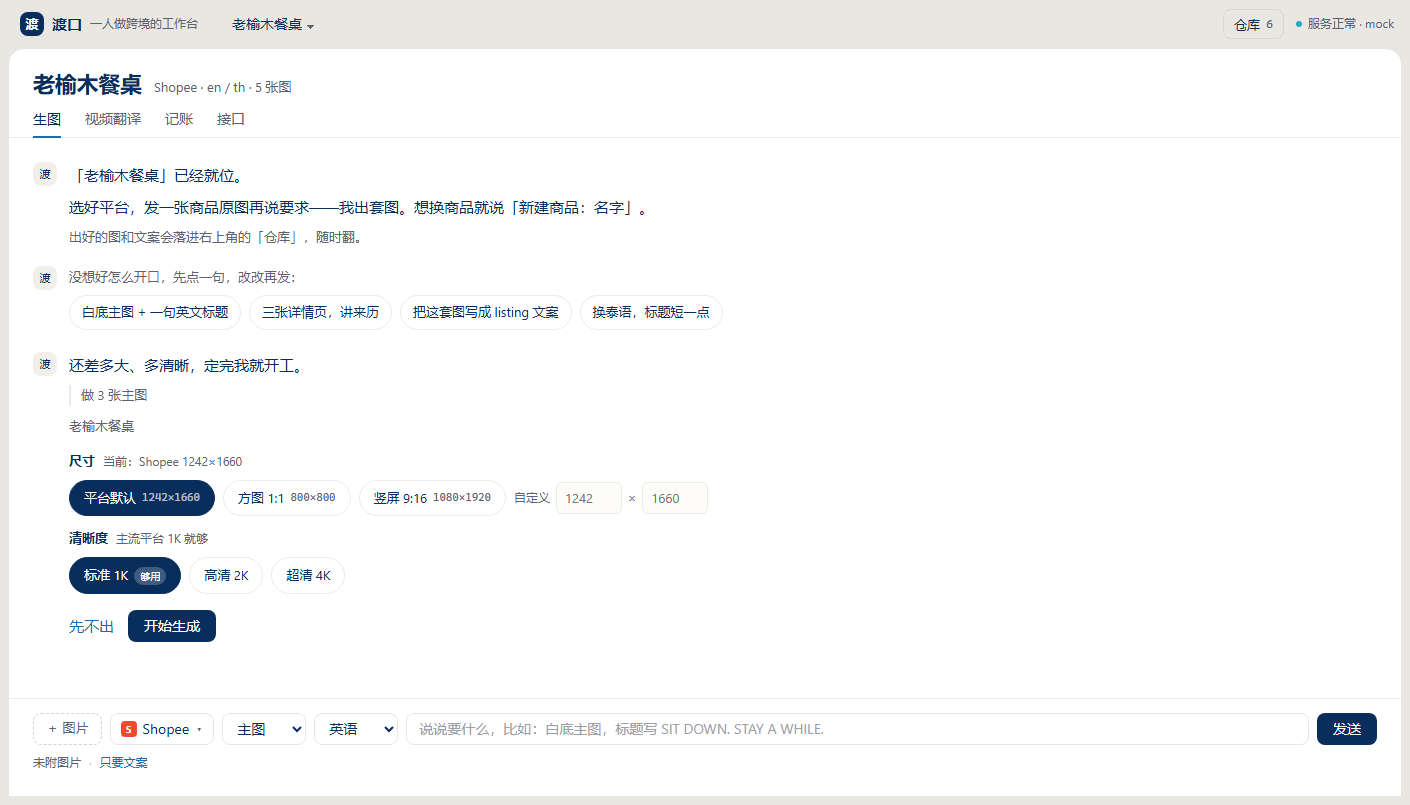 渡 渡口 一人做跨境的工作台 老榆木餐桌 仓库 6 服务正常 · mock
老榆木餐桌 Shopee · en / th · 5 张图
生图 视频翻译 记账 接口
渡 「老榆木餐桌」已经就位。
选好平台，发一张商品原图再说要求——我出套图。想换商品就说「新建商品：名字」。
出好的图和文案会落进右上角的「仓库」，随时翻。
渡 没想好怎么开口，先点一句，改改再发：
白底主图 + 一句英文标题 三张详情页，讲来历 把这套图写成 listing 文案 换泰语，标题短一点
渡 还差多大、多清晰，定完我就开工。
做 3 张主图
老榆木餐桌
尺寸 当前：Shopee 1242×1660
平台默认 1242×1660 方图 1:1 800×800 竖屏 9:16 1080×1920 自定义 1242 × 1660
清晰度 主流平台 1K 就够
标准 1K 够用 高清 2K 超清 4K
先不出 开始生成
+ 图片 S Shopee 主图 英语 说说要什么，比如：白底主图，标题写 SIT DOWN. STAY A WHILE. 发送
未附图片 · 只要文案